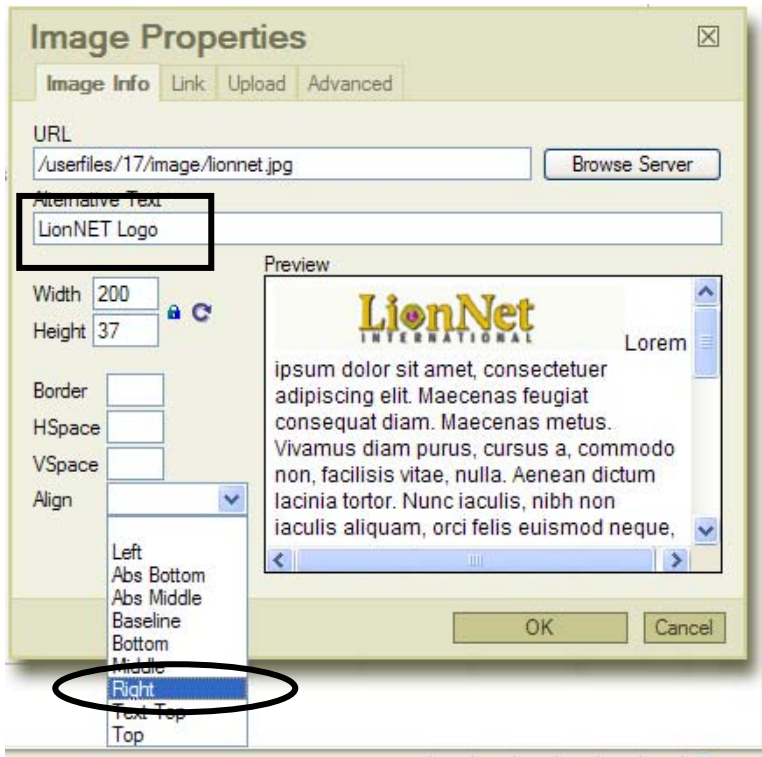 Image Properties
Image Info Link Upload Advanced
URL
/userfiles/17/image/lionnet.jpg Browse Server
Alternative Text
LionNET Logo
Preview
Width 200
Height 37
LionNet
INTERNATIONAL
Lorem
ipsum dolor sit amet, consectetuer
adipiscing elit. Maecenas feugiat
consequat diam. Maecenas metus.
Vivamus diam purus, cursus a, commodo
non, facilisis vitae, nulla. Aenean dictum
lacinia tortor. Nunc iaculis, nibh non
iaculis aliquam, orci felis euismod neque,
Border
HSpace
VSpace
Align
Left
Abs Bottom
Abs Middle
Baseline
Bottom
Middle
Right
Text Top
Top
OK Cancel